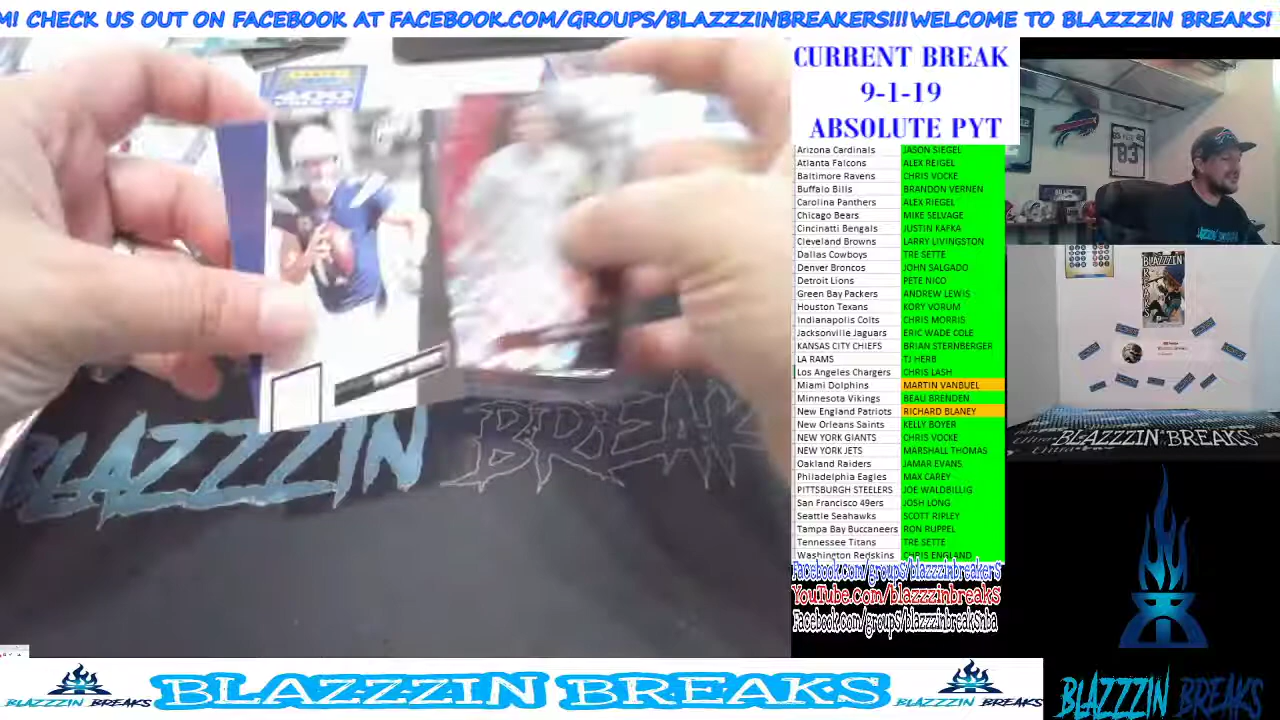 M! CHECK US OUT ON FACEBOOK AT FACEBOOK.COM/GROUPS/BLAZZZINBREAKERS!!! WELCOME TO BLAZZZIN BREAKS!
CURRENT BREAK
9-1-19
ABSOLUTE PYT
Arizona Cardinals JASON SIEGEL
Atlanta Falcons ALEX REIGEL
Baltimore Ravens CHRIS VOCKE
Buffalo Bills BRANDON VERNEN
Carolina Panthers ALEX RIEGEL
Chicago Bears MIKE SELVAGE
Cincinatti Bengals JUSTIN KAFKA
Cleveland Browns LARRY LIVINGSTON
Dallas Cowboys TRE SETTE
Denver Broncos JOHN SALGADO
Detroit Lions PETE NICO
Green Bay Packers ANDREW LEWIS
Houston Texans KORY VORUM
Indianapolis Colts CHRIS MORRIS
Jacksonville Jaguars ERIC WADE COLE
KANSAS CITY CHIEFS BRIAN STERNBERGER
LA RAMS TJ HERB
Los Angeles Chargers CHRIS LASH
Miami Dolphins MARTIN VANBUEL
Minnesota Vikings BEAU BRENDEN
New England Patriots RICHARD BLANEY
New Orleans Saints KELLY BOYER
NEW YORK GIANTS CHRIS VOCKE
NEW YORK JETS MARSHALL THOMAS
Oakland Raiders JAMAR EVANS
Philadelphia Eagles MAX CAREY
PITTSBURGH STEELERS JOE WALDBILLIG
San Francisco 49ers JOSH LONG
Seattle Seahawks SCOTT RIPLEY
Tampa Bay Buccaneers RON RUPPEL
Tennessee Titans TRE SETTE
Washington Redskins CHRIS ENGLAND
Facebook.com/groupS/blazzzinbreakerS
YouTube.com/blazzzinbreakS
Facebook.com/groupS/blazzzinbreakSnba
83
BLAZZZIN
BLAZZZIN BREAKS
BLAZZZIN BREAK
BLAZZZIN BREAKS
BLAZZZIN BREAKS
BLAZZZIN BREAKS
BLAZZZIN BREAKS